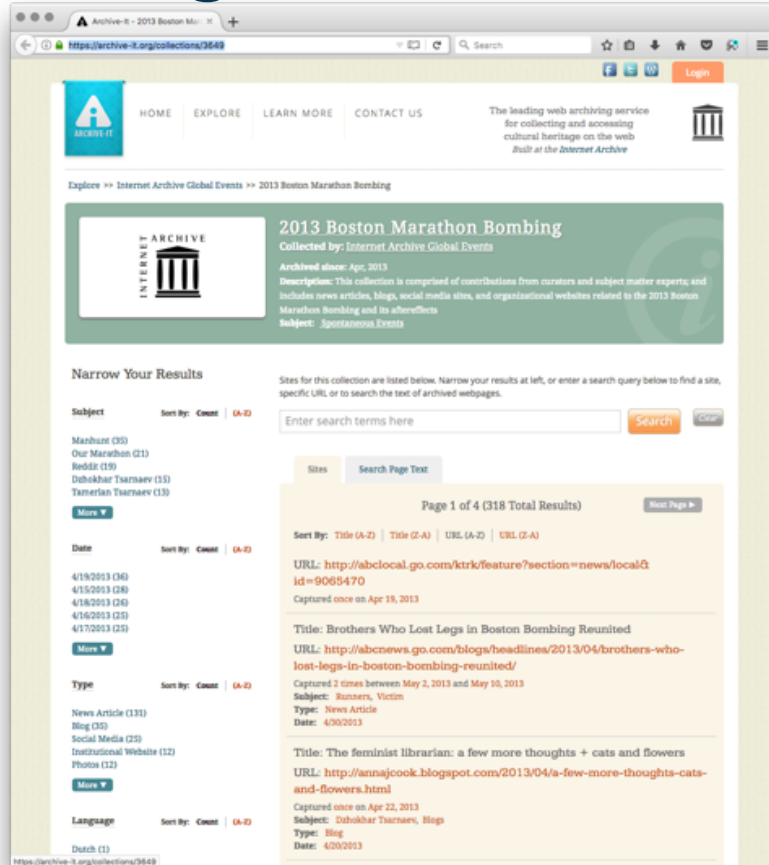 Archive-It - 2013 Boston Mar
https://archive-it.org/collections/3649
Search
Login
ARCHIVE-IT
HOME EXPLORE LEARN MORE CONTACT US
The leading web archiving service
for collecting and accessing
cultural heritage on the web
Built at the Internet Archive
Explore >> Internet Archive Global Events >> 2013 Boston Marathon Bombing
INTERNET ARCHIVE
2013 Boston Marathon Bombing
Collected by: Internet Archive Global Events
Archived since: Apr, 2013
Description: This collection is comprised of contributions from curators and subject matter experts, and
includes news articles, blogs, social media sites, and organizational websites related to the 2013 Boston
Marathon Bombing and its aftereffects
Subject: Spontaneous Events
Narrow Your Results
Sites for this collection are listed below. Narrow your results at left, or enter a search query below to find a site,
specific URL or to search the text of archived webpages.
Enter search terms here
Search
Clear
Subject Sort By: Count (A-Z)
Manhunt (35)
Our Marathon (21)
Reddit (19)
Dzhokhar Tsarnaev (15)
Tamerlan Tsarnaev (13)
More ▼
Date Sort By: Count (A-Z)
4/19/2013 (36)
4/15/2013 (28)
4/18/2013 (26)
4/16/2013 (25)
4/17/2013 (25)
More ▼
Type Sort By: Count (A-Z)
News Article (131)
Blog (35)
Social Media (25)
Institutional Website (12)
Photos (12)
More ▼
Language Sort By: Count (A-Z)
Dutch (1)
Sites Search Page Text
Page 1 of 4 (318 Total Results)
Next Page ►
Sort By: Title (A-Z) | Title (Z-A) | URL (A-Z) | URL (Z-A)
URL: http://abclocal.go.com/ktrk/feature?section=news/local&
id=9065470
Captured once on Apr 19, 2013
Title: Brothers Who Lost Legs in Boston Bombing Reunited
URL: http://abcnews.go.com/blogs/headlines/2013/04/brothers-who-
lost-legs-in-boston-bombing-reunited/
Captured 2 times between May 2, 2013 and May 10, 2013
Subject: Runners, Victim
Type: News Article
Date: 4/30/2013
Title: The feminist librarian: a few more thoughts + cats and flowers
URL: http://annajcook.blogspot.com/2013/04/a-few-more-thoughts-cats-
and-flowers.html
Captured once on Apr 22, 2013
Subject: Dzhokhar Tsarnaev, Blogs
Type: Blog
Date: 4/20/2013
https://archive-it.org/collections/3649